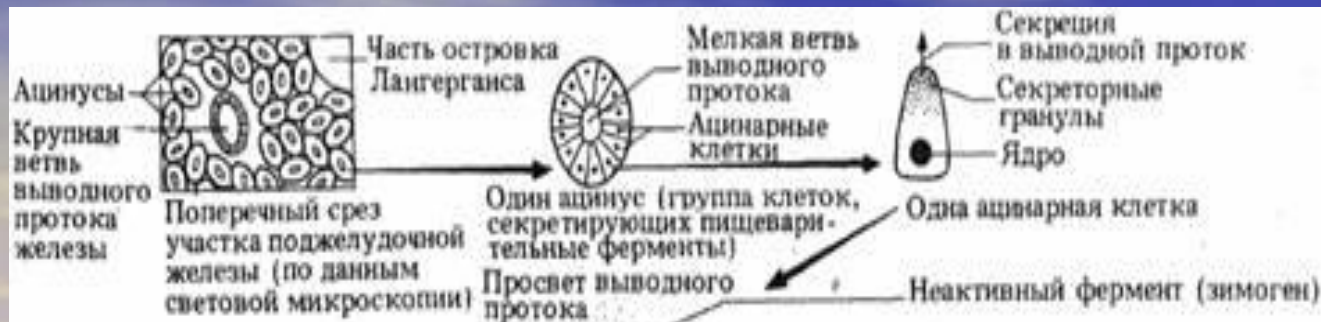 Ацинусы
Крупная
ветвь
выводного
протока
железы
Часть островка
Лангерганса
Поперечный срез
участка поджелудочной
железы (по данным
световой микроскопии)
Мелкая ветвь
выводного
протока
Ацинарные
клетки
Один ацинус (группа клеток,
секретирующих пищевари-
тельные ферменты)
Секреция
в выводной проток
Секреторные
гранулы
Ядро
Одна ацинарная клетка
Просвет выводного
протока
Неактивный фермент (зимоген)